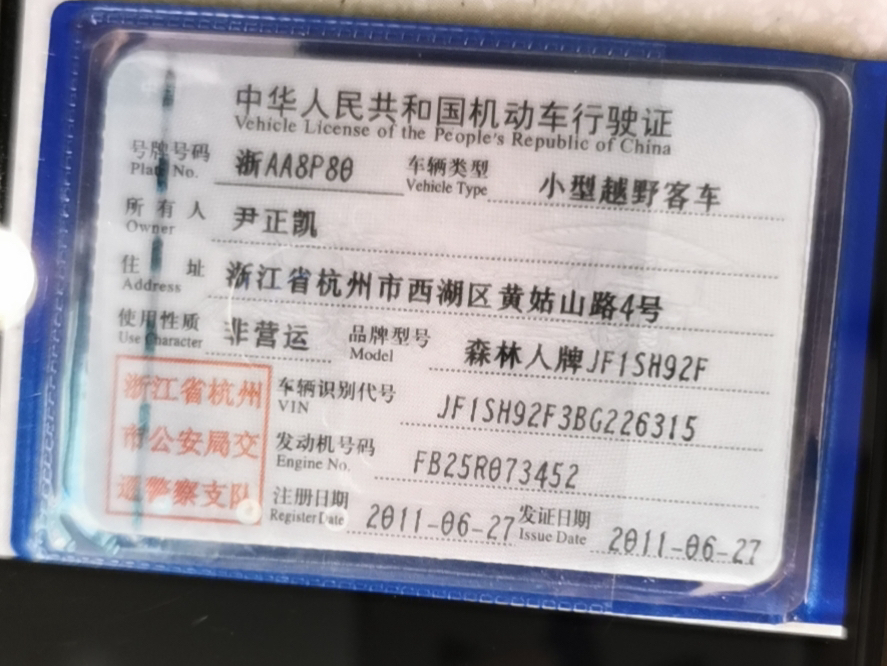 中华人民共和国机动车行驶证
Vehicle License of the People's Republic of China
号牌号码 浙AA8P80 车辆类型 小型越野客车
Plate No. Vehicle Type
所有人 尹正凯
Owner
住址 浙江省杭州市西湖区黄姑山路4号
Address
使用性质 非营运 品牌型号 森林人牌JF1SH92F
Use Character Model
浙江省杭州
市公安局交
通警察支队
车辆识别代号 JF1SH92F3BG226315
VIN
发动机号码 FB25R073452
Engine No.
注册日期 2011-06-27 发证日期 2011-06-27
Register Date Issue Date